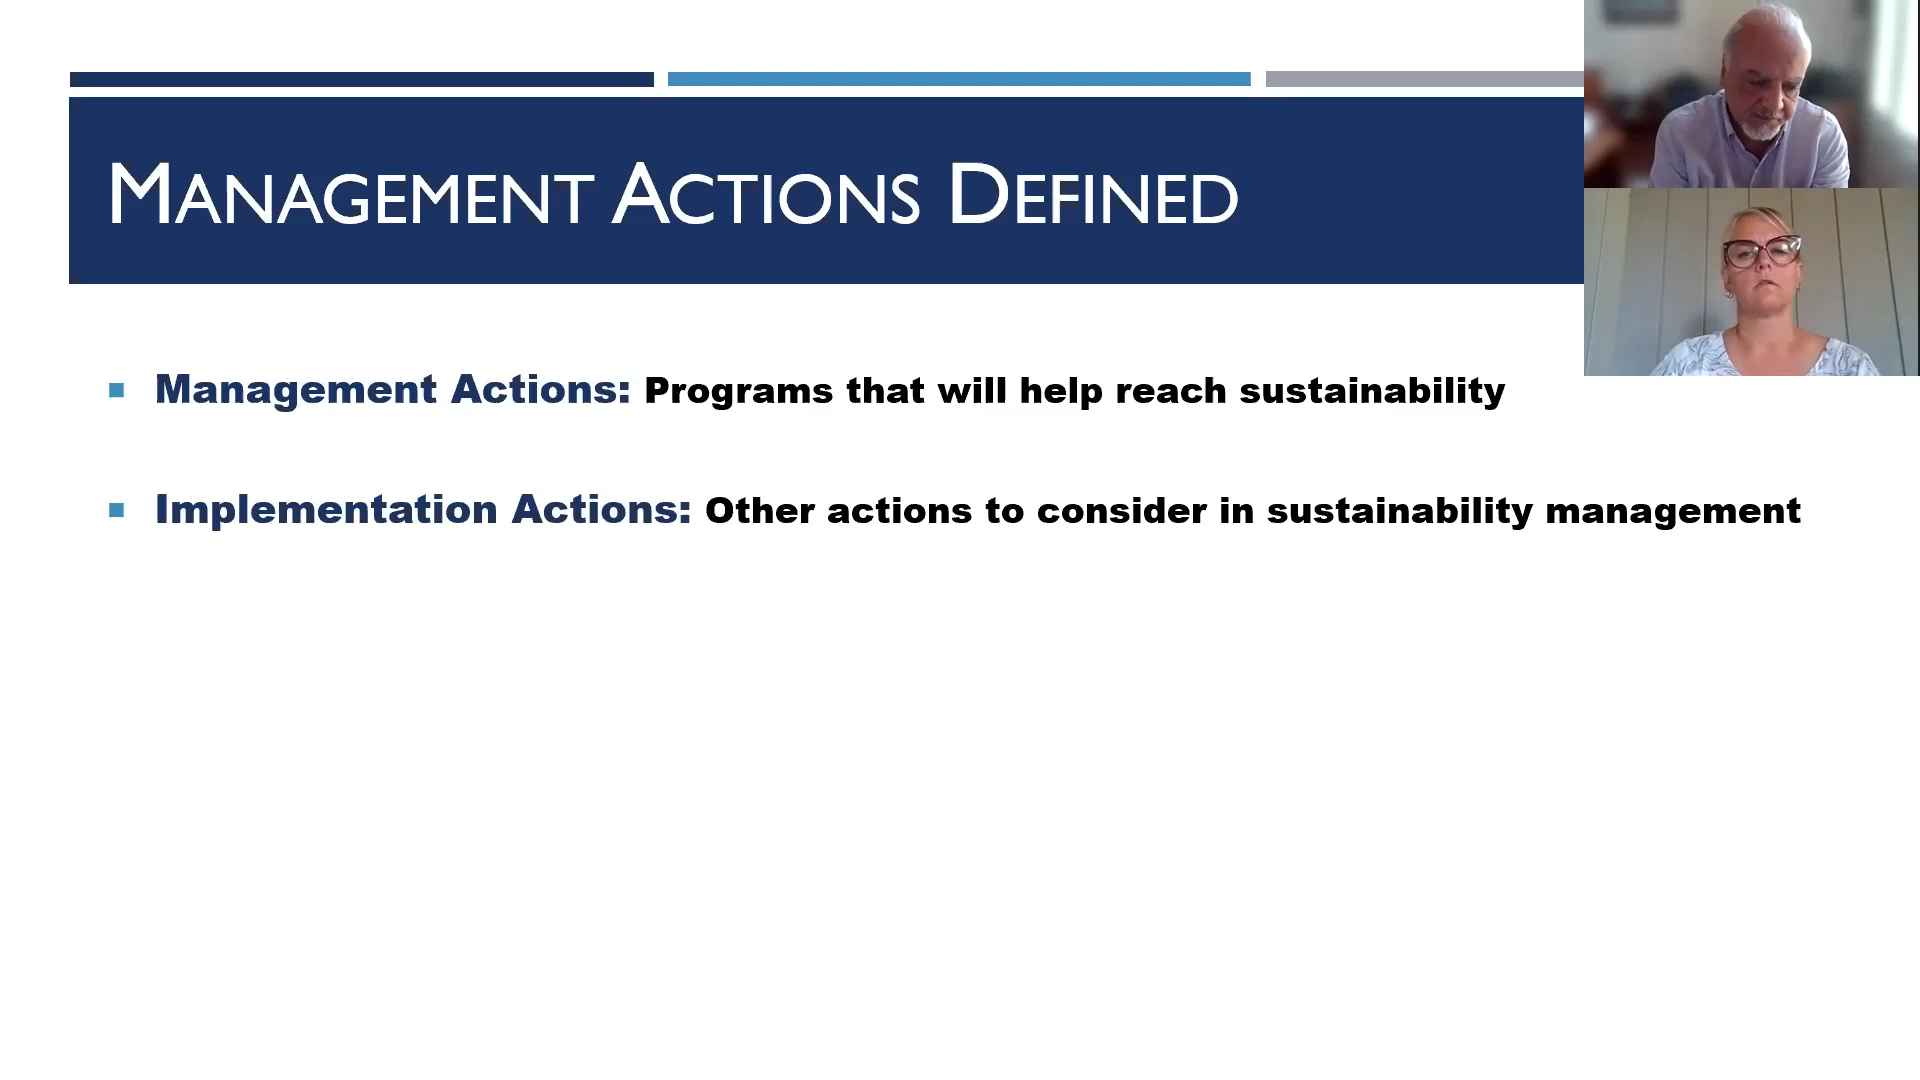 Management Actions Defined
Management Actions: Programs that will help reach sustainability
Implementation Actions: Other actions to consider in sustainability management